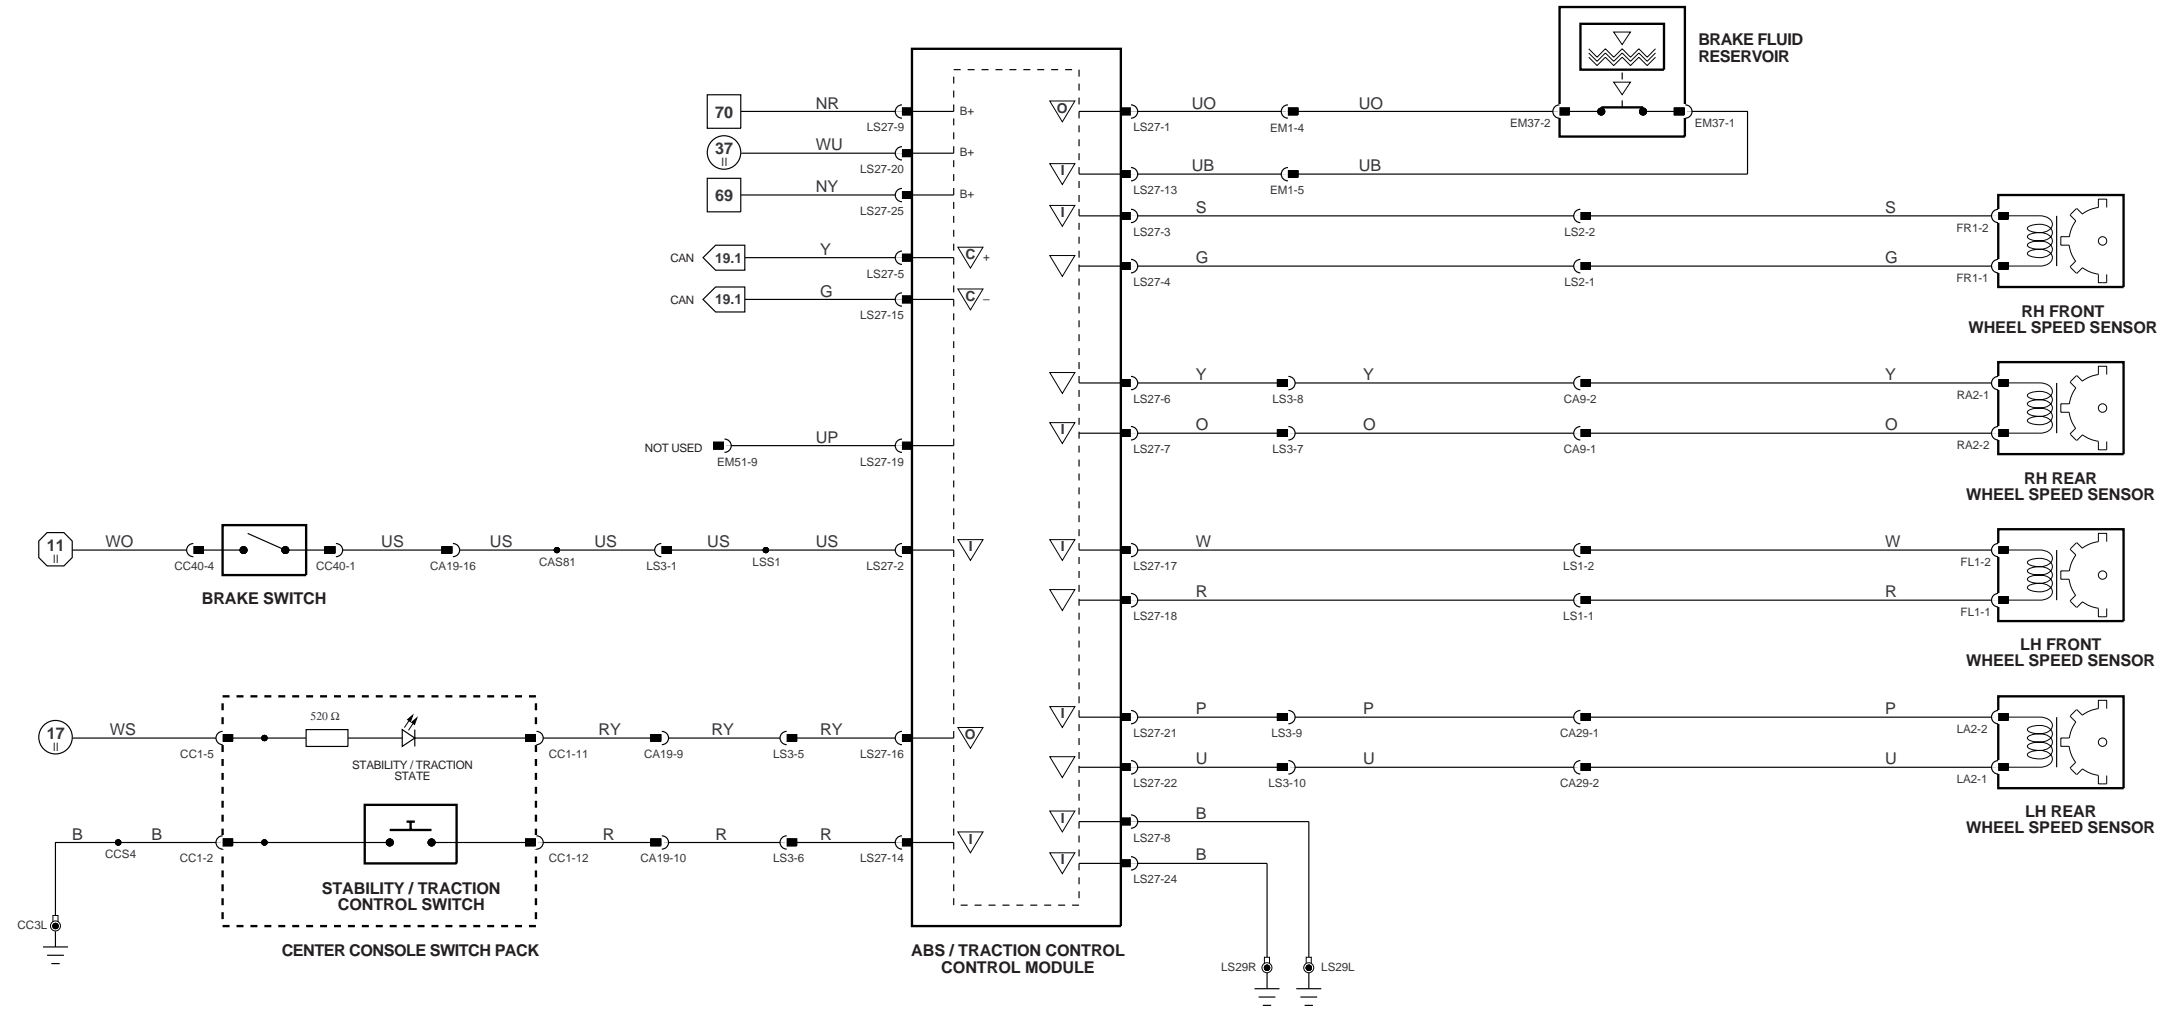 BRAKE FLUID
RESERVOIR
70 NR LS27-9 B+
O LS27-1 UO EM1-4 UO EM37-2 EM37-1
37 II WU LS27-20 B+
I LS27-13 UB EM1-5 UB
69 NY LS27-25 B+
I LS27-3 S LS2-2 S FR1-2
CAN 19.1 Y LS27-5 C +
LS27-4 G LS2-1 G FR1-1
CAN 19.1 G LS27-15 C –
RH FRONT
WHEEL SPEED SENSOR
LS27-6 Y LS3-8 Y CA9-2 Y RA2-1
NOT USED EM51-9 UP LS27-19
I LS27-7 O LS3-7 O CA9-1 O RA2-2
RH REAR
WHEEL SPEED SENSOR
11 II WO CC40-4 CC40-1 US CA19-16 US CAS81 US LS3-1 US LSS1 US LS27-2 I
BRAKE SWITCH
I LS27-17 W LS1-2 W FL1-2
LS27-18 R LS1-1 R FL1-1
LH FRONT
WHEEL SPEED SENSOR
17 II WS CC1-5 520 Ω CC1-11 RY CA19-9 RY LS3-5 RY LS27-16 O
STABILITY / TRACTION
STATE
I LS27-21 P LS3-9 P CA29-1 P LA2-2
LS27-22 U LS3-10 U CA29-2 U LA2-1
LH REAR
WHEEL SPEED SENSOR
B CCS4 B CC1-2 CC1-12 R CA19-10 R LS3-6 R LS27-14 I
I LS27-8 B
I LS27-24 B
STABILITY / TRACTION
CONTROL SWITCH
CC3L
CENTER CONSOLE SWITCH PACK
ABS / TRACTION CONTROL
CONTROL MODULE
LS29R LS29L